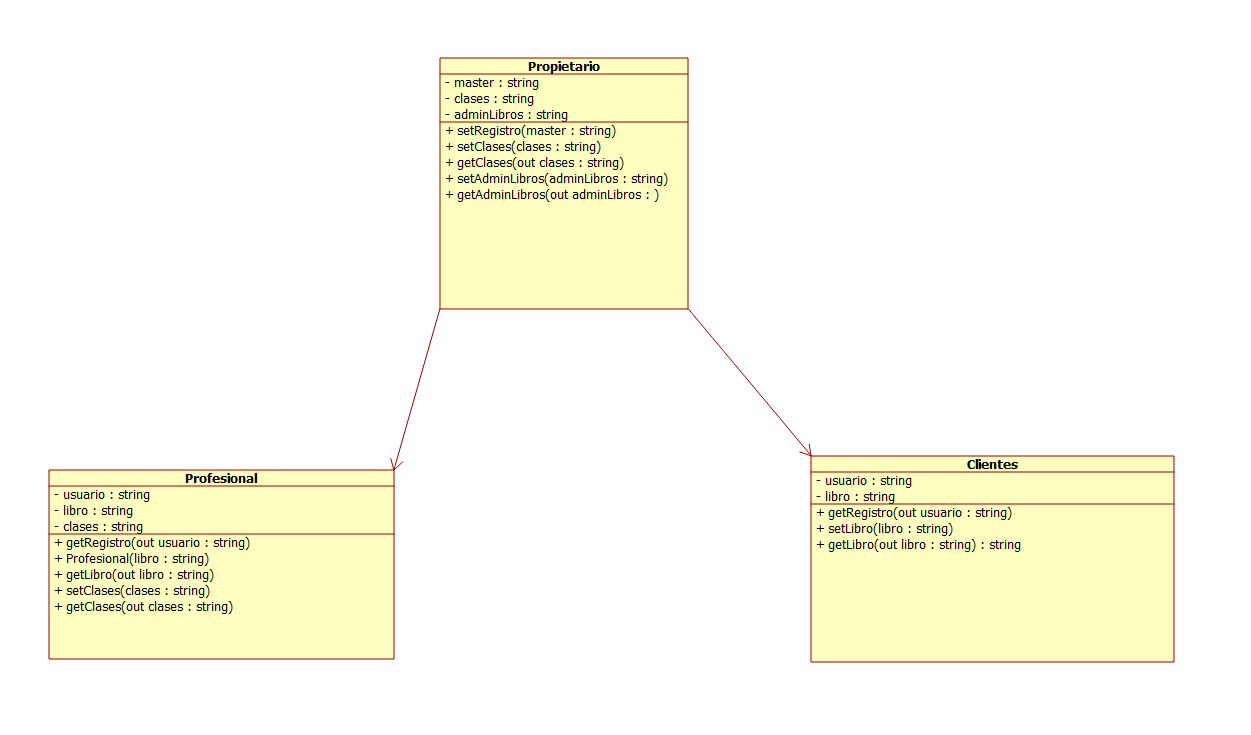 Propietario
- master : string
- clases : string
- adminLibros : string
+ setRegistro(master : string)
+ setClases(clases : string)
+ getClases(out clases : string)
+ setAdminLibros(adminLibros : string)
+ getAdminLibros(out adminLibros : )
Profesional
- usuario : string
- libro : string
- clases : string
+ getRegistro(out usuario : string)
+ Profesional(libro : string)
+ getLibro(out libro : string)
+ setClases(clases : string)
+ getClases(out clases : string)
Clientes
- usuario : string
- libro : string
+ getRegistro(out usuario : string)
+ setLibro(libro : string)
+ getLibro(out libro : string) : string